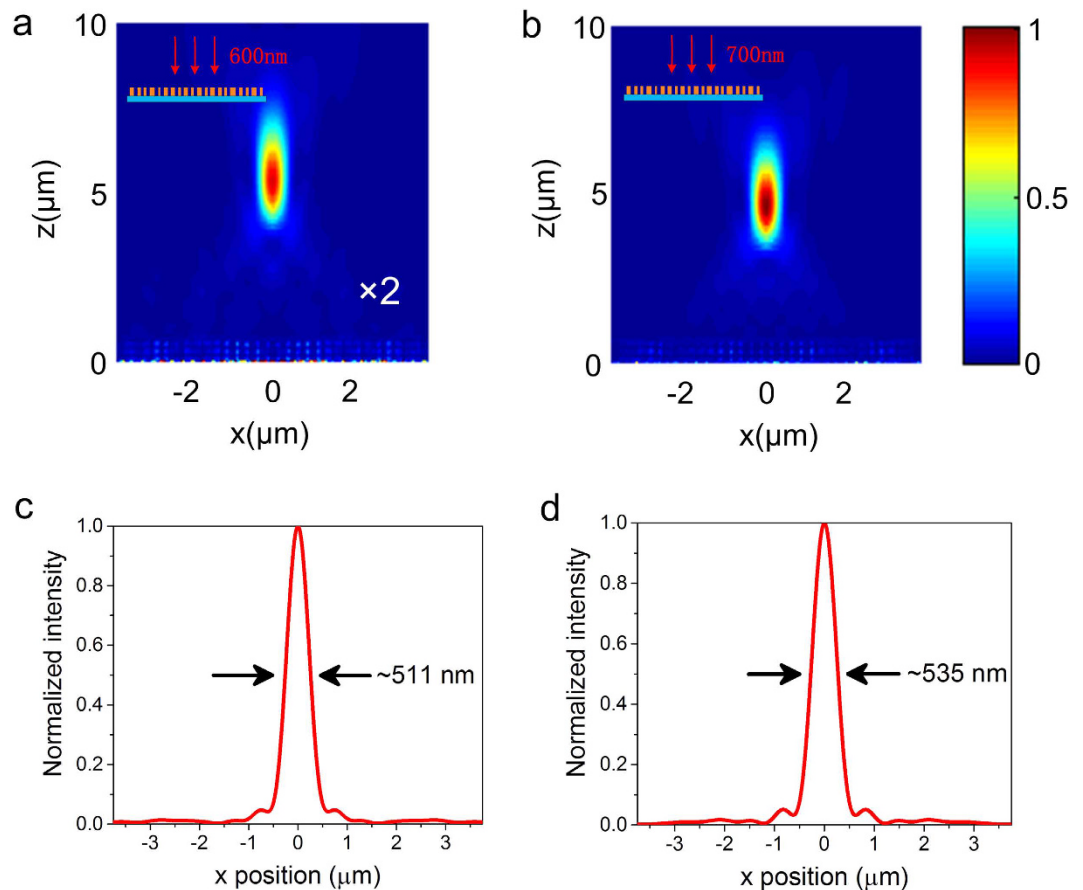 a
600nm
10
z(μm)
5
0
-2 0 2
x(μm)
×2
b
700nm
10
z(μm)
5
0
-2 0 2
x(μm)
1
0.5
0
c
Normalized intensity
1.0
0.8
0.6
0.4
0.2
0.0
~511 nm
-3 -2 -1 0 1 2 3
x position (μm)
d
Normalized intensity
1.0
0.8
0.6
0.4
0.2
0.0
~535 nm
-3 -2 -1 0 1 2 3
x position (μm)